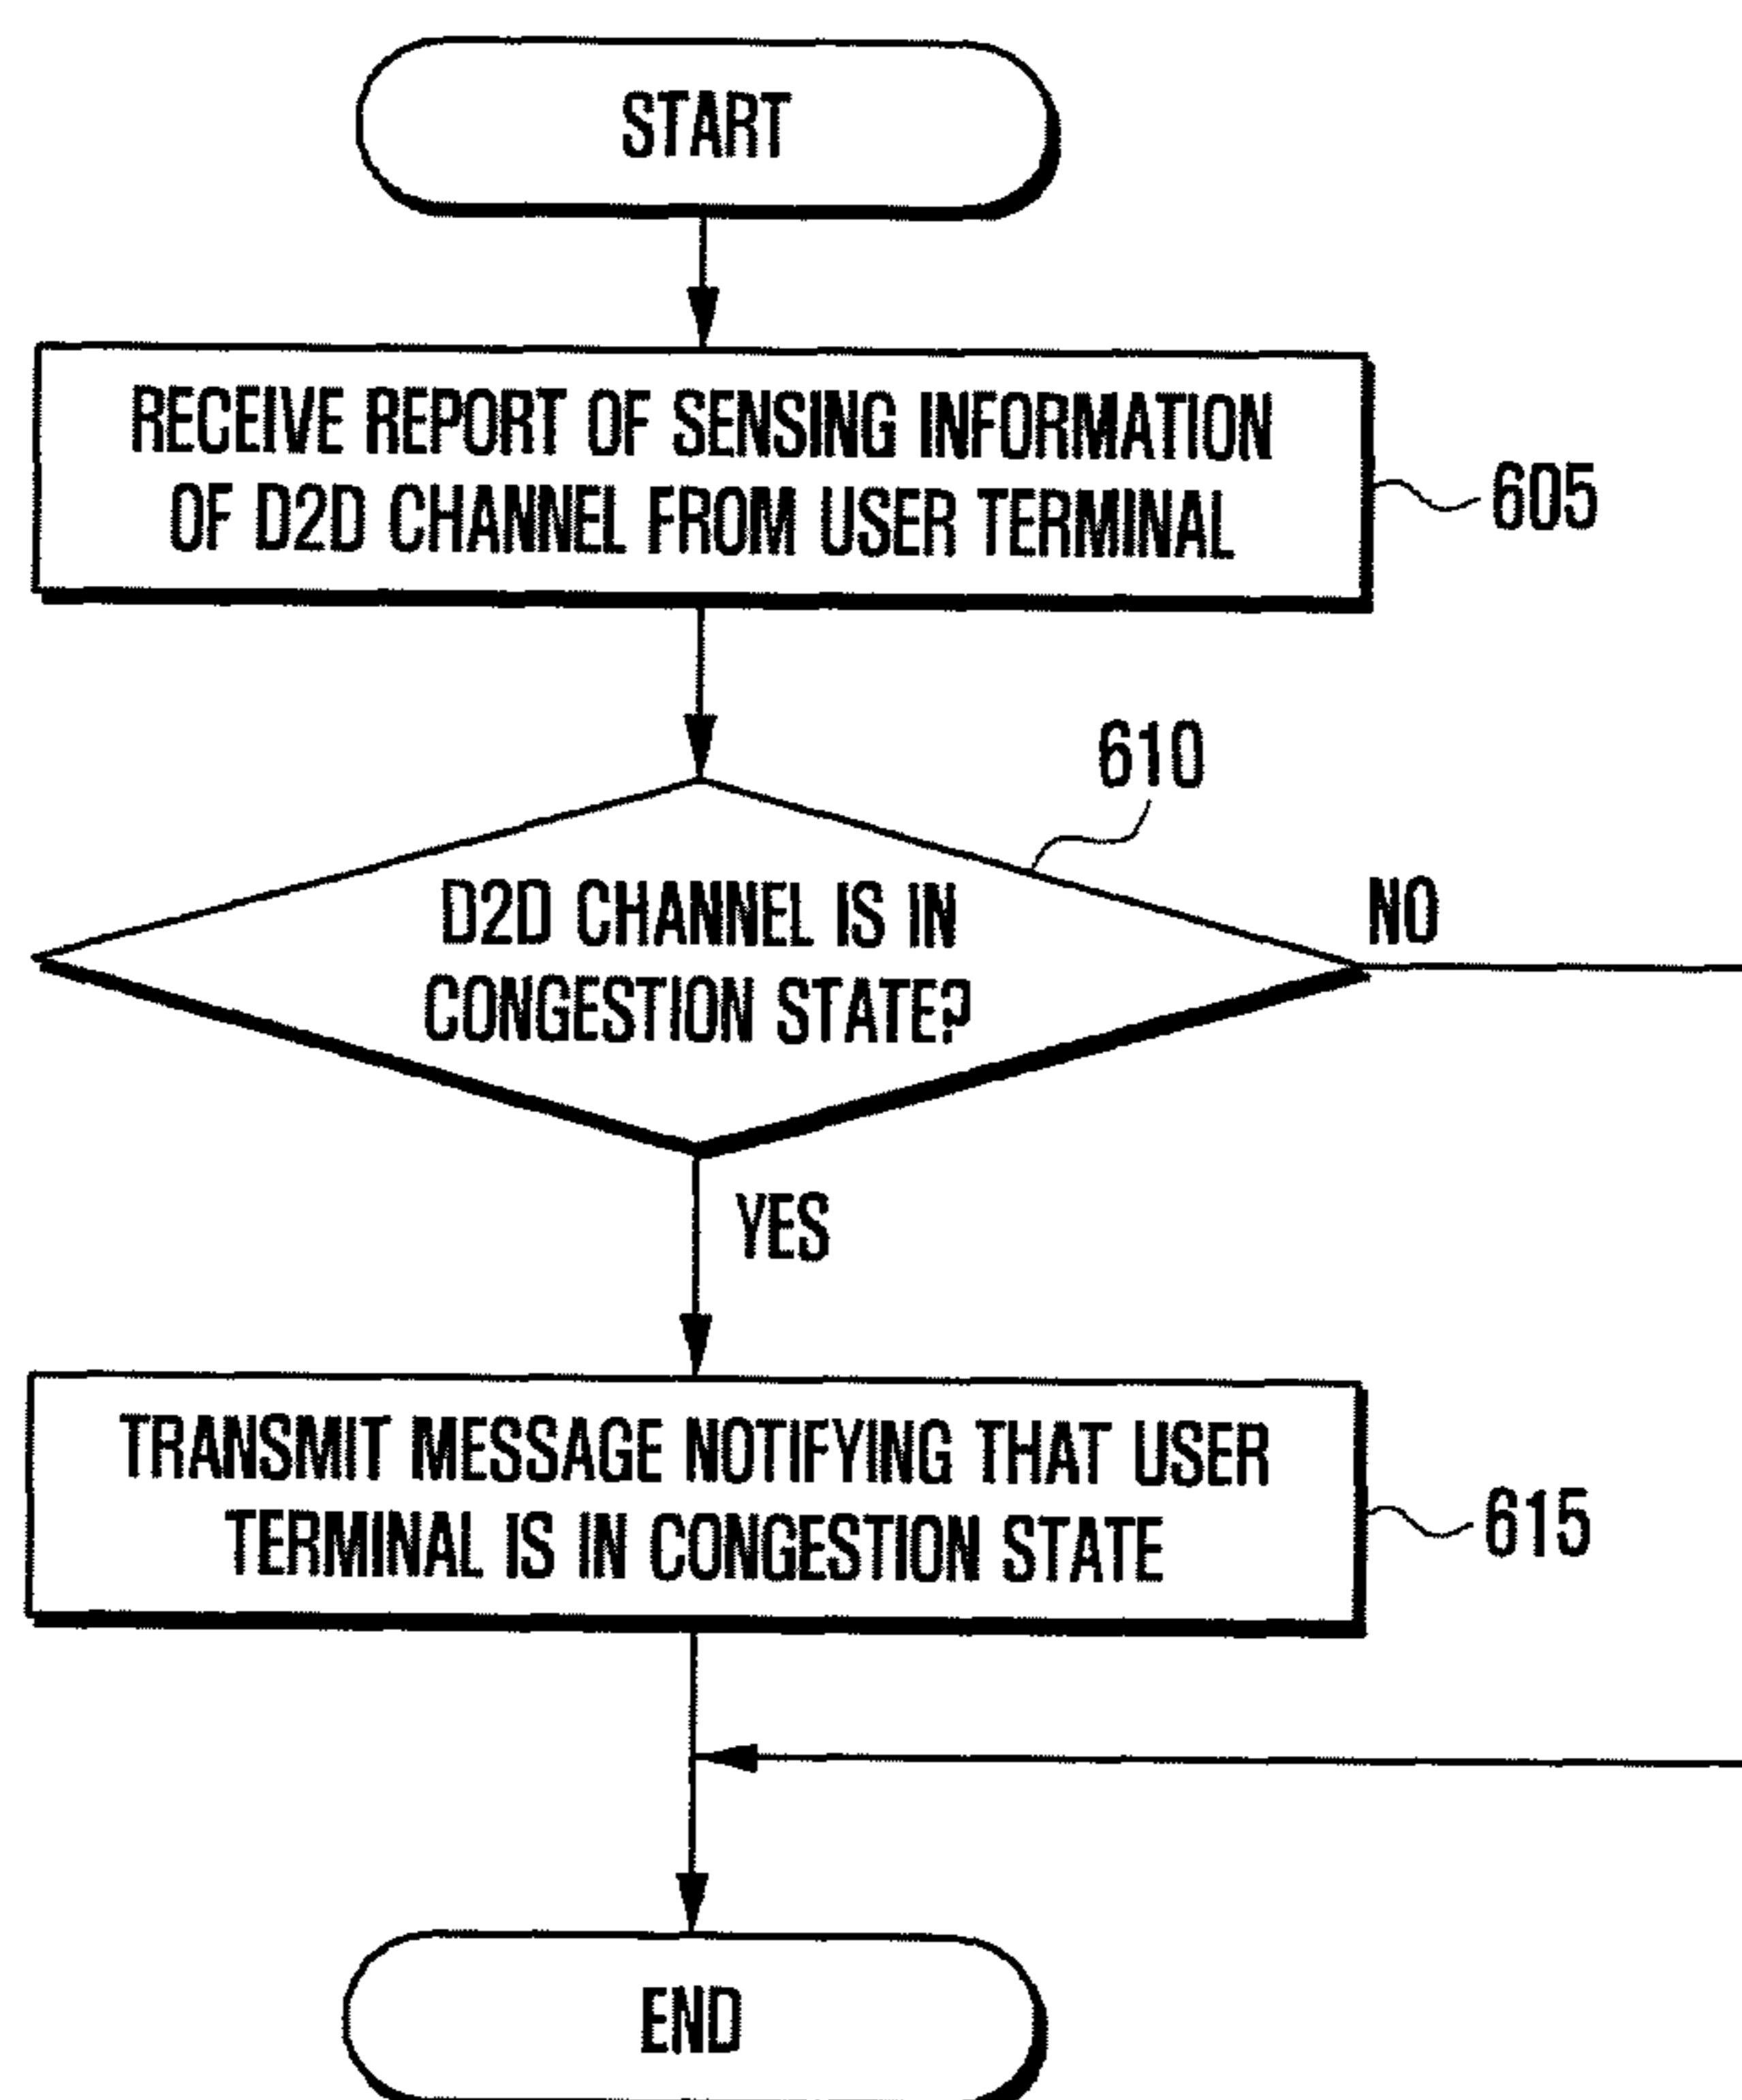 START
RECEIVE REPORT OF SENSING INFORMATION
OF D2D CHANNEL FROM USER TERMINAL
605
610
D2D CHANNEL IS IN
CONGESTION STATE?
NO
YES
TRANSMIT MESSAGE NOTIFYING THAT USER
TERMINAL IS IN CONGESTION STATE
615
END